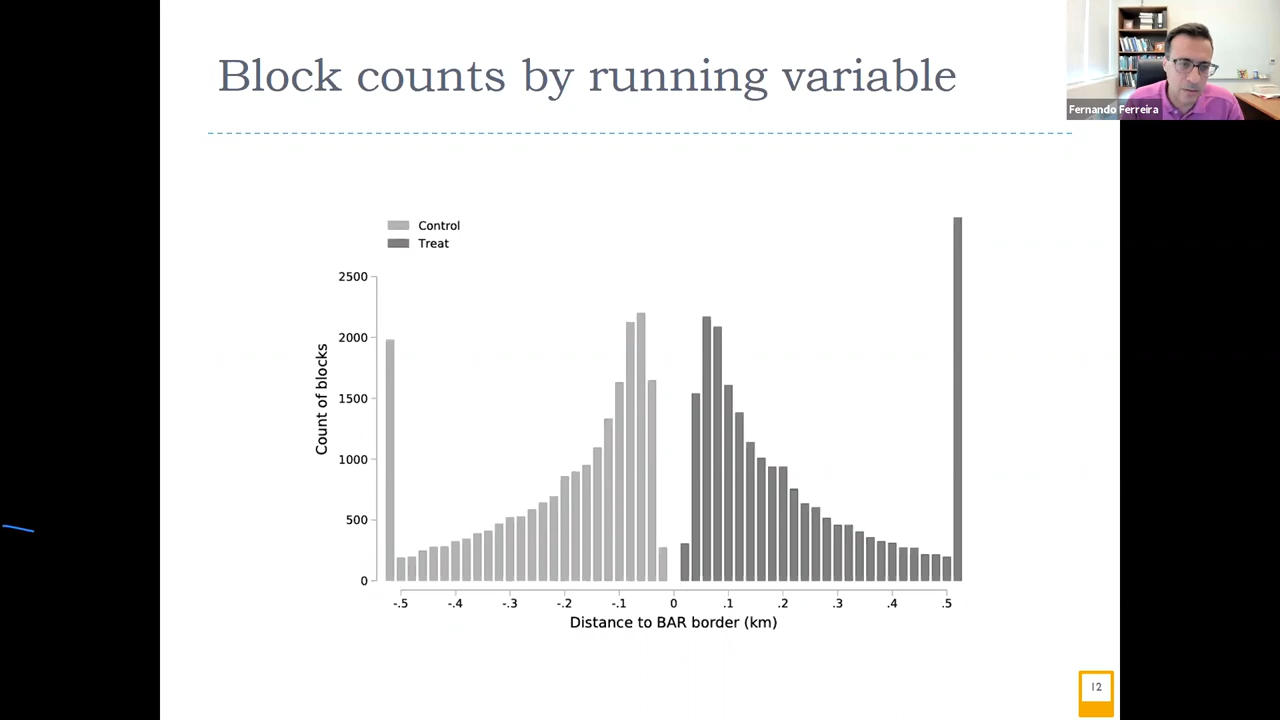 Block counts by running variable
Fernando Ferreira
Control
Treat
2500
2000
1500
1000
500
0
Count of blocks
-.5 -.4 -.3 -.2 -.1 0 .1 .2 .3 .4 .5
Distance to BAR border (km)
12